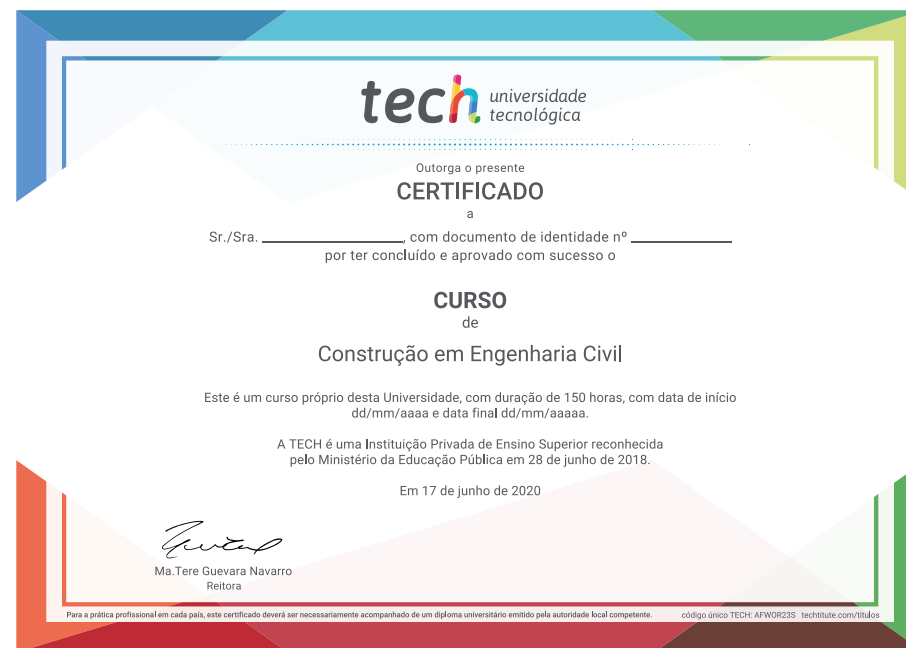 tech universidade
tecnológica
Outorga o presente
CERTIFICADO
a
Sr./Sra. ________________, com documento de identidade nº ____________
por ter concluído e aprovado com sucesso o
CURSO
de
Construção em Engenharia Civil
Este é um curso próprio desta Universidade, com duração de 150 horas, com data de início
dd/mm/aaaa e data final dd/mm/aaaaa.
A TECH é uma Instituição Privada de Ensino Superior reconhecida
pelo Ministério da Educação Pública em 28 de junho de 2018.
Em 17 de junho de 2020
Ma.Tere Guevara Navarro
Reitora
Para a prática profissional em cada país, este certificado deverá ser necessariamente acompanhado de um diploma universitário emitido pela autoridade local competente. código único TECH: AFWOR23S techtitute.com/titulos